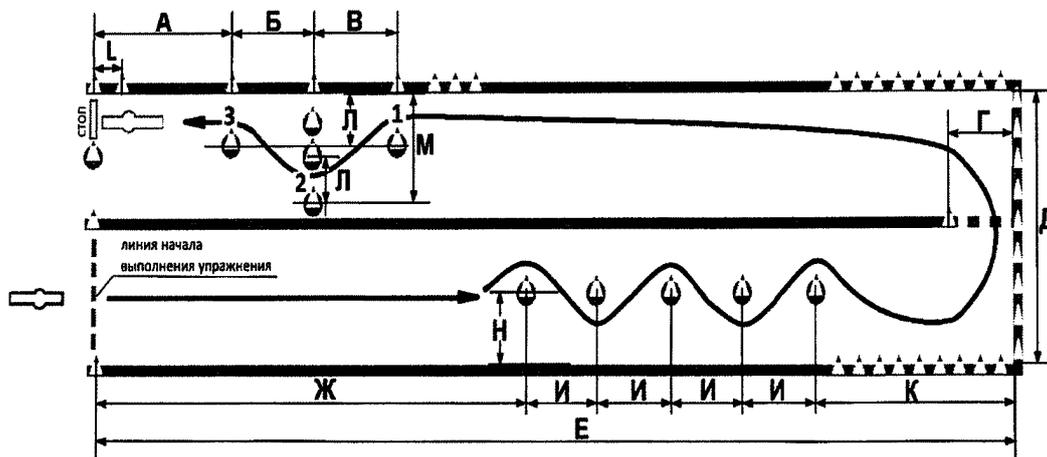 А Б В
L
стоп
3
1
Л
М
2
Л
Г
Д
линия начала
выполнения упражнения
Н
Ж И И И И К
Е